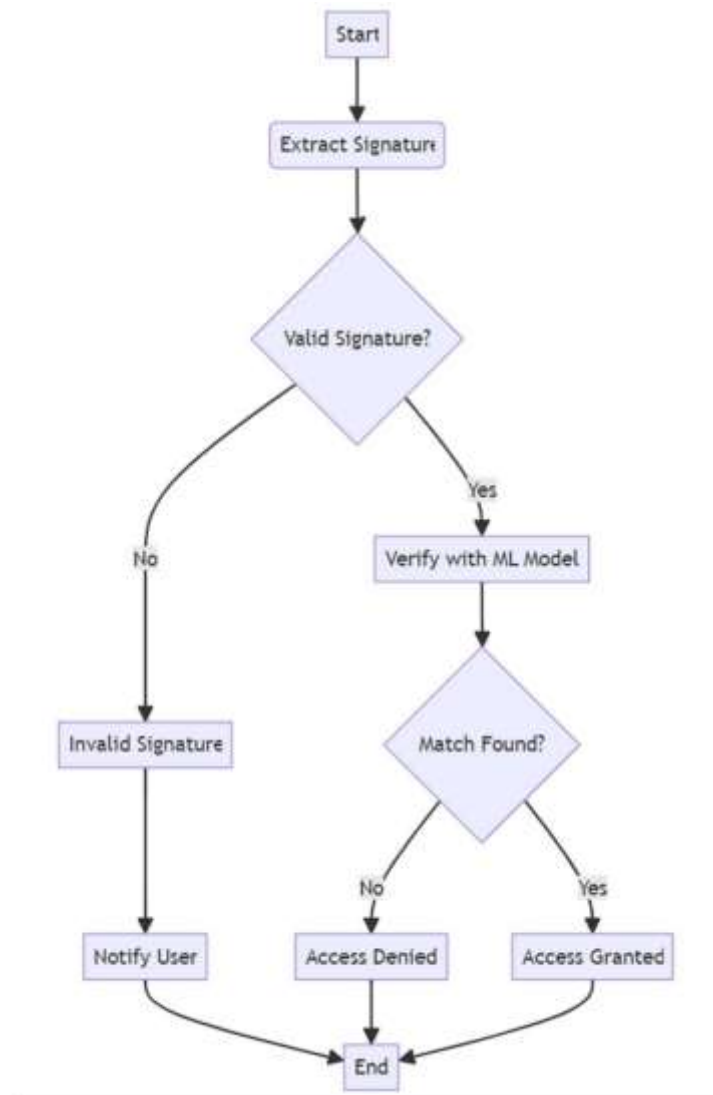 Start
Extract Signature
Valid Signature?
Yes
No
Verify with ML Model
Invalid Signature
Match Found?
No
Yes
Notify User
Access Denied
Access Granted
End